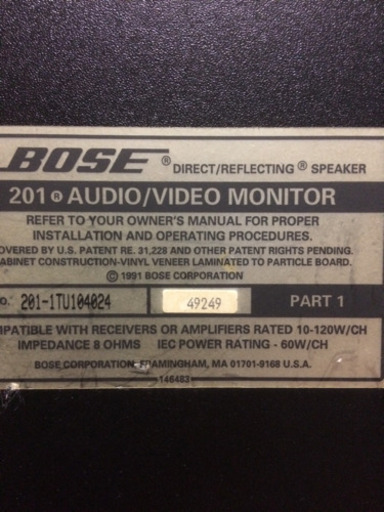 BOSE ® DIRECT/REFLECTING ® SPEAKER
201 ® AUDIO/VIDEO MONITOR
REFER TO YOUR OWNER'S MANUAL FOR PROPER
INSTALLATION AND OPERATING PROCEDURES.
OVERED BY U.S. PATENT RE. 31,228 AND OTHER PATENT RIGHTS PENDING.
ABINET CONSTRUCTION-VINYL VENEER LAMINATED TO PARTICLE BOARD.
© 1991 BOSE CORPORATION
O. 201-1TU104024 49249 PART 1
MPATIBLE WITH RECEIVERS OR AMPLIFIERS RATED 10-120W/CH
IMPEDANCE 8 OHMS IEC POWER RATING - 60W/CH
BOSE CORPORATION, FRAMINGHAM, MA 01701-9168 U.S.A.
146483